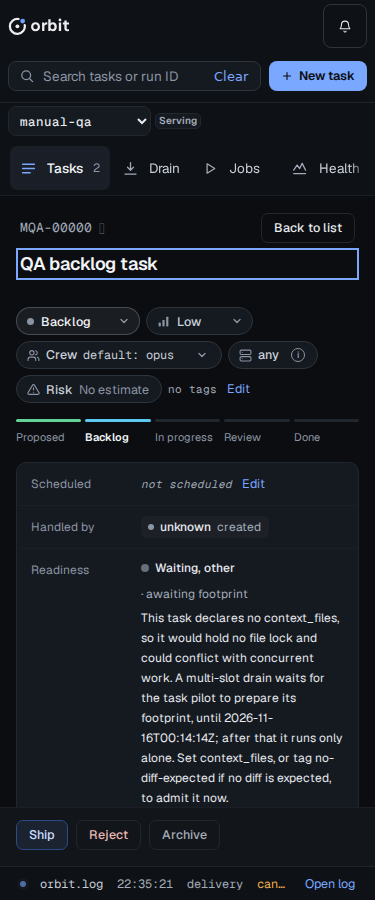 orbit
Search tasks or run ID Clear
+ New task
manual-qa Serving
Tasks 2 Drain Jobs Health
MQA-00000 Back to list
QA backlog task
Backlog Low
Crew default: opus any
Risk No estimate no tags Edit
Proposed Backlog In progress Review Done
Scheduled not scheduled Edit
Handled by unknown created
Readiness Waiting, other
· awaiting footprint
This task declares no context_files,
so it would hold no file lock and
could conflict with concurrent
work. A multi-slot drain waits for
the task pilot to prepare its
footprint, until 2026-11-
16T00:14:14Z; after that it runs only
alone. Set context_files, or tag no-
diff-expected if no diff is expected,
to admit it now.
Ship Reject Archive
orbit.log 22:35:21 delivery can… Open log